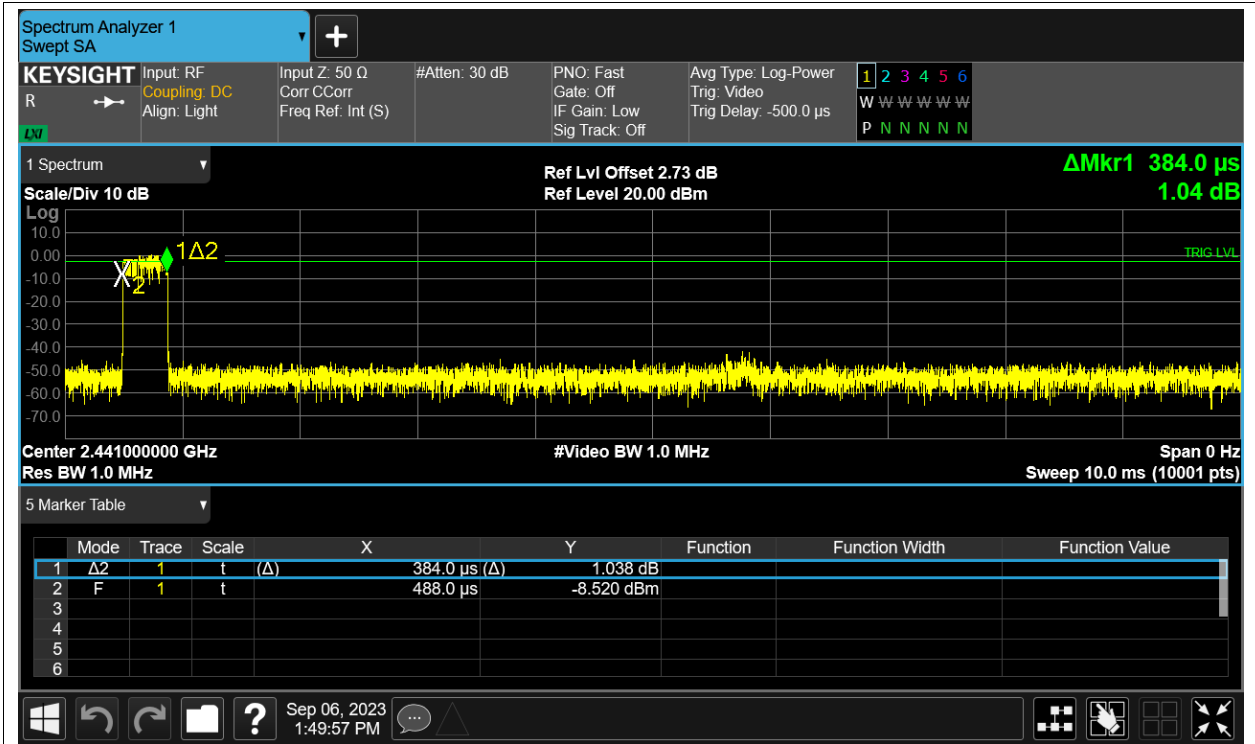 Spectrum Analyzer 1
Swept SA
KEYSIGHT
R
LXI
Input: RF
Coupling: DC
Align: Light
Input Z: 50 Ω
Corr CCorr
Freq Ref: Int (S)
#Atten: 30 dB
PNO: Fast
Gate: Off
IF Gain: Low
Sig Track: Off
Avg Type: Log-Power
Trig: Video
Trig Delay: -500.0 µs
1 2 3 4 5 6
W W W W W W
P N N N N N
1 Spectrum
Scale/Div 10 dB
Ref Lvl Offset 2.73 dB
Ref Level 20.00 dBm
ΔMkr1 384.0 µs
1.04 dB
Log
10.0
0.00
-10.0
-20.0
-30.0
-40.0
-50.0
-60.0
-70.0
1Δ2
X
2
TRIG LVL
Center 2.441000000 GHz
#Video BW 1.0 MHz
Span 0 Hz
Res BW 1.0 MHz
Sweep 10.0 ms (10001 pts)
5 Marker Table
Mode Trace Scale X Y Function Function Width Function Value
1 Δ2 1 t (Δ) 384.0 µs (Δ) 1.038 dB
2 F 1 t 488.0 µs -8.520 dBm
3
4
5
6
?
Sep 06, 2023
1:49:57 PM